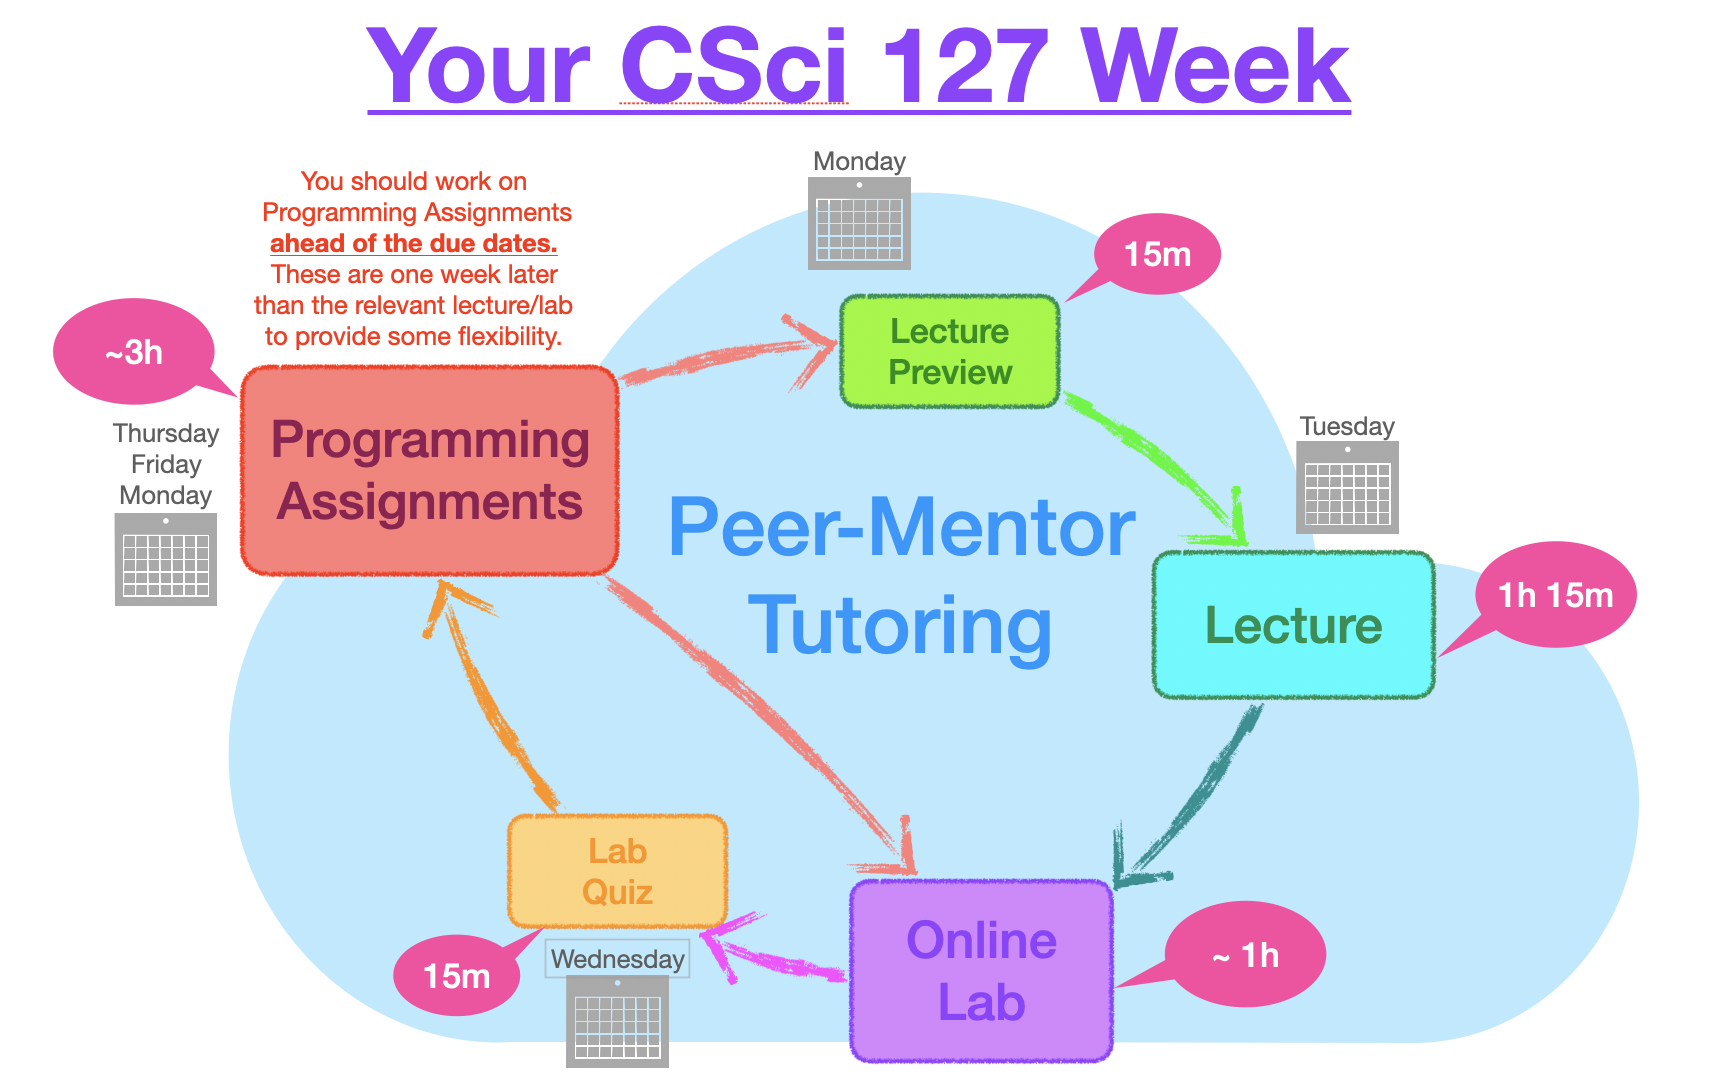 Your CSci 127 Week
You should work on
Programming Assignments
ahead of the due dates.
These are one week later
than the relevant lecture/lab
to provide some flexibility.
Monday
15m
Lecture
Preview
~3h
Thursday
Friday
Monday
Programming
Assignments
Tuesday
Peer-Mentor
Tutoring
Lecture
1h 15m
Lab
Quiz
15m
Wednesday
Online
Lab
~ 1h